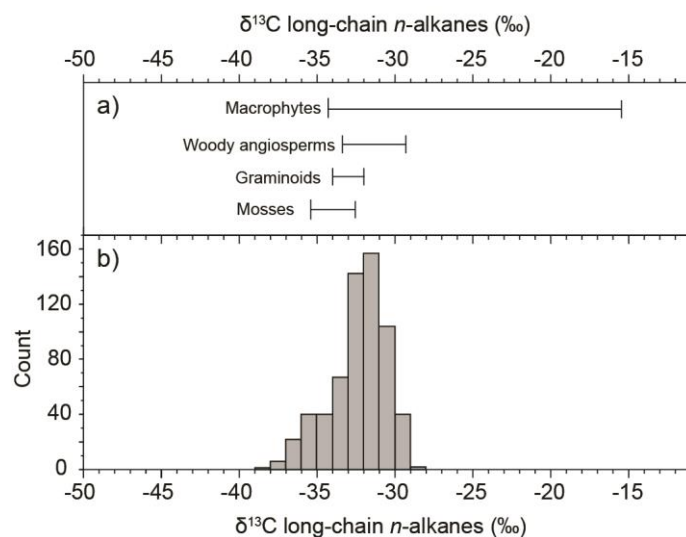 δ¹³C long-chain n-alkanes (‰)
-50 -45 -40 -35 -30 -25 -20 -15
a)
Macrophytes
Woody angiosperms
Graminoids
Mosses
b)
160
120
80
40
0
Count
-50 -45 -40 -35 -30 -25 -20 -15
δ¹³C long-chain n-alkanes (‰)